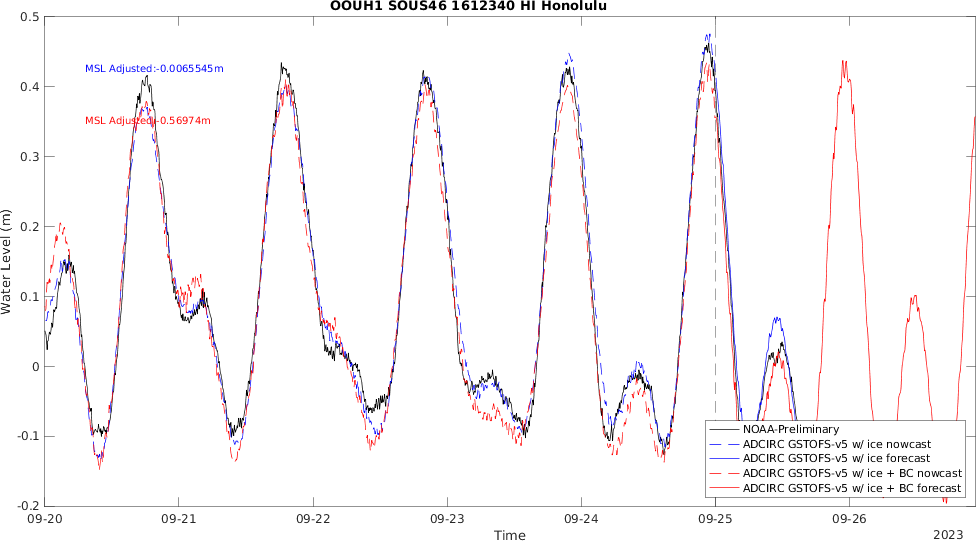 OOUH1 SOUS46 1612340 HI Honolulu
0.5
0.4
0.3
0.2
0.1
0
-0.1
-0.2
Water Level (m)
MSL Adjusted:-0.0065545m
MSL Adjusted:-0.56974m
NOAA-Preliminary
ADCIRC GSTOFS-v5 w/ ice nowcast
ADCIRC GSTOFS-v5 w/ ice forecast
ADCIRC GSTOFS-v5 w/ ice + BC nowcast
ADCIRC GSTOFS-v5 w/ ice + BC forecast
09-20 09-21 09-22 09-23 09-24 09-25 09-26
Time
2023